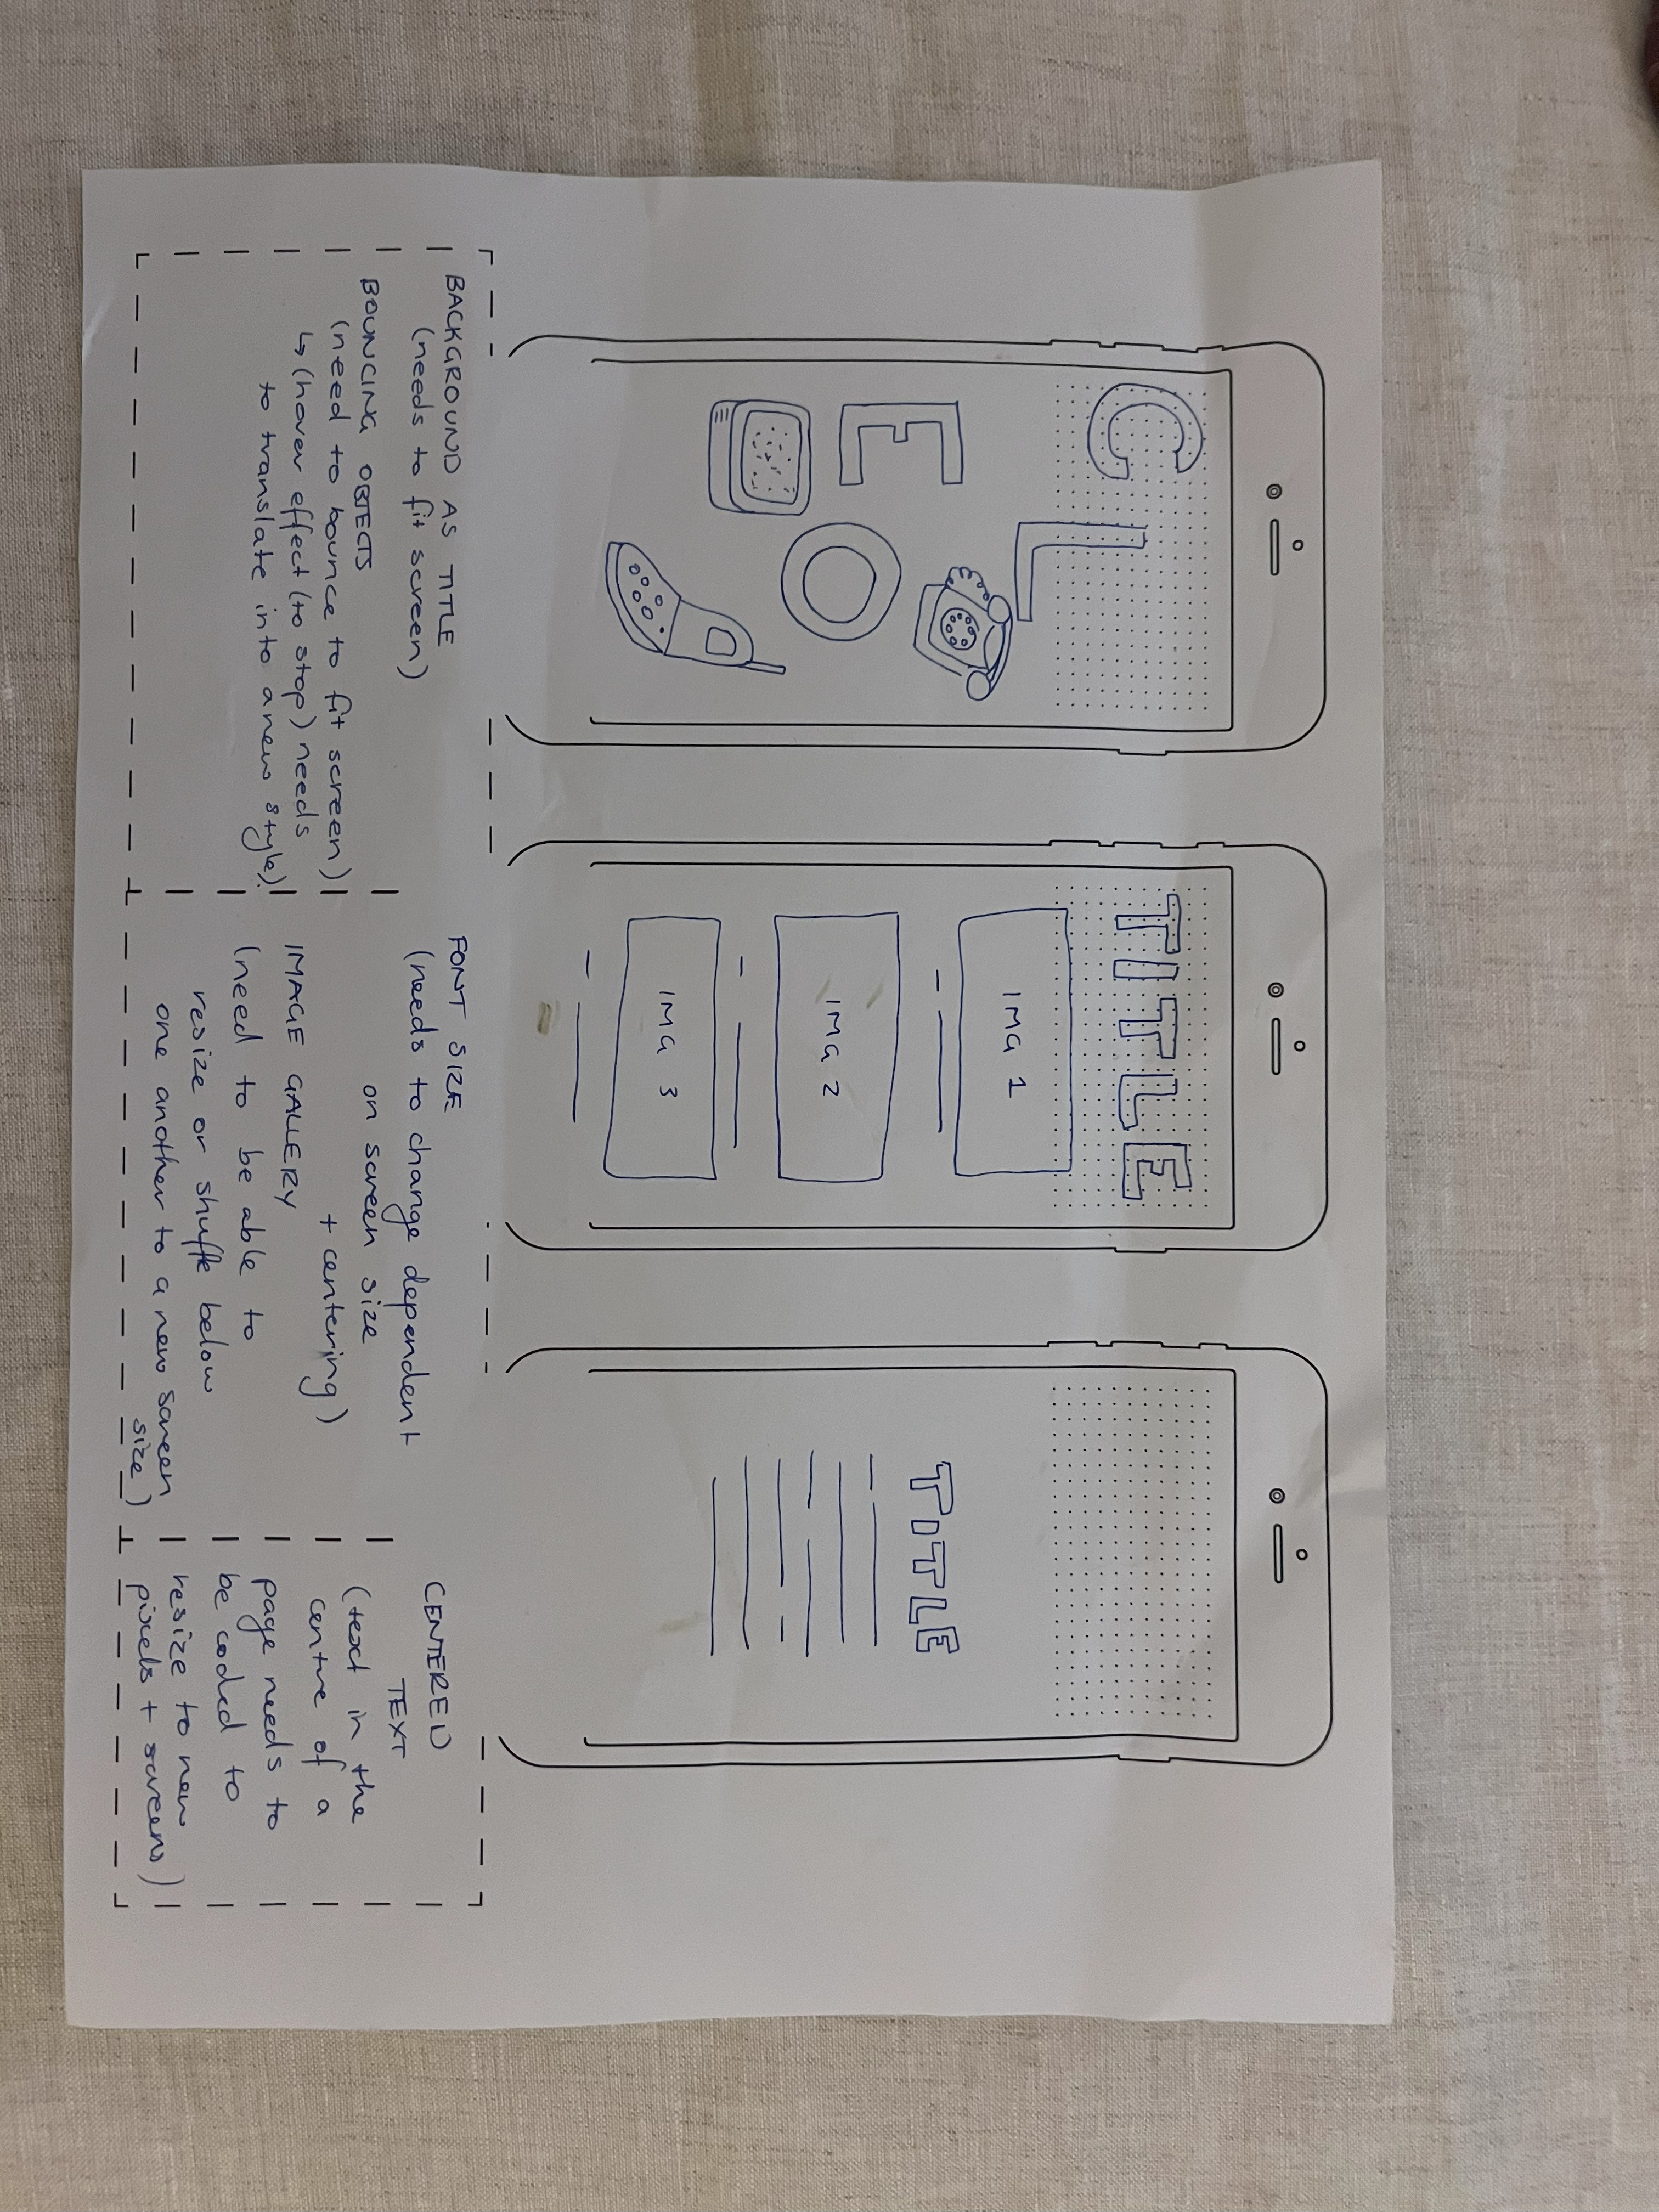 C
L
E
O
BACKGROUND AS TITLE
(needs to fit screen)
BOUNCING OBJECTS
(need to bounce to fit screen)
↳ (hover effect (to stop) needs
to translate into a new style).
TITLE
IMG 1
IMG 2
IMG 3
FONT SIZE
(needs to change dependent
on screen size
+ centering)
IMAGE GALLERY
(need to be able to
resize or shuffle below
one another to a new screen
size)
TITLE
CENTERED
TEXT
(text in the
centre of a
page needs to
be coded to
resize to new
pixels + screens)